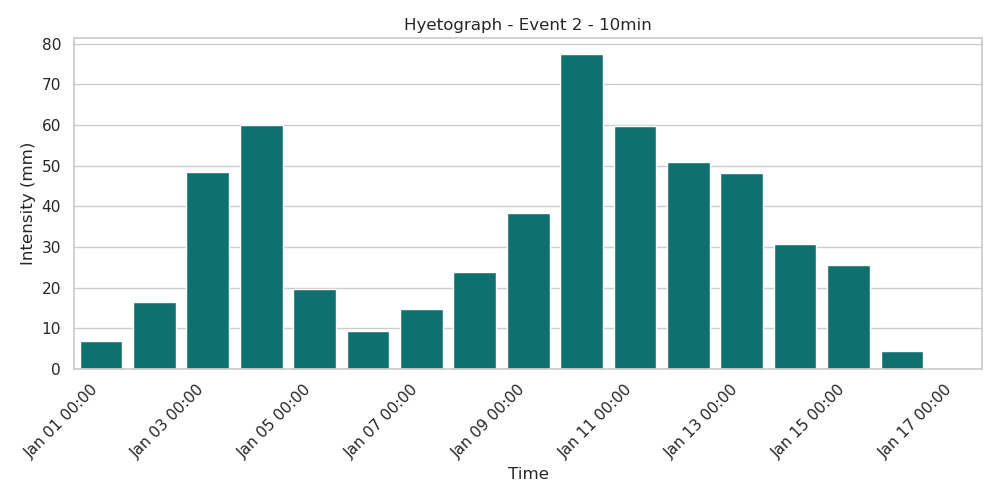 Hyetograph - Event 2 - 10min
Intensity (mm)
80
70
60
50
40
30
20
10
0
Jan 01 00:00
Jan 03 00:00
Jan 05 00:00
Jan 07 00:00
Jan 09 00:00
Jan 11 00:00
Jan 13 00:00
Jan 15 00:00
Jan 17 00:00
Time